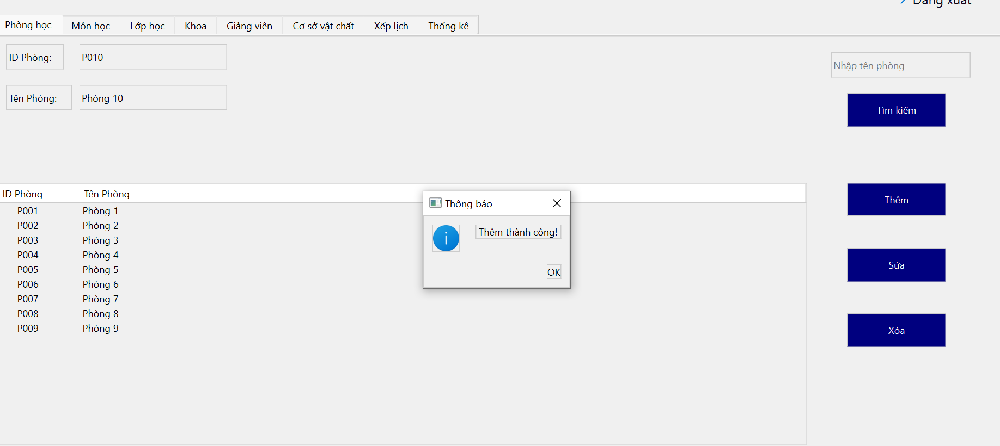 Đăng xuất
Phòng học Môn học Lớp học Khoa Giảng viên Cơ sở vật chất Xếp lịch Thống kê
ID Phòng: P010
Nhập tên phòng
Tên Phòng: Phòng 10
Tìm kiếm
ID Phòng Tên Phòng
P001 Phòng 1
P002 Phòng 2
P003 Phòng 3
P004 Phòng 4
P005 Phòng 5
P006 Phòng 6
P007 Phòng 7
P008 Phòng 8
P009 Phòng 9
Thông báo
Thêm thành công!
OK
Thêm
Sửa
Xóa